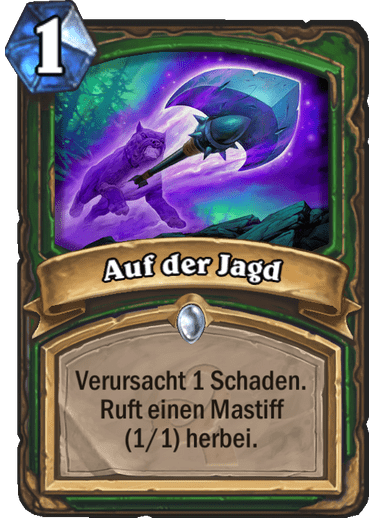 1
Auf der Jagd
Verursacht 1 Schaden.
Ruft einen Mastiff
(1/1) herbei.